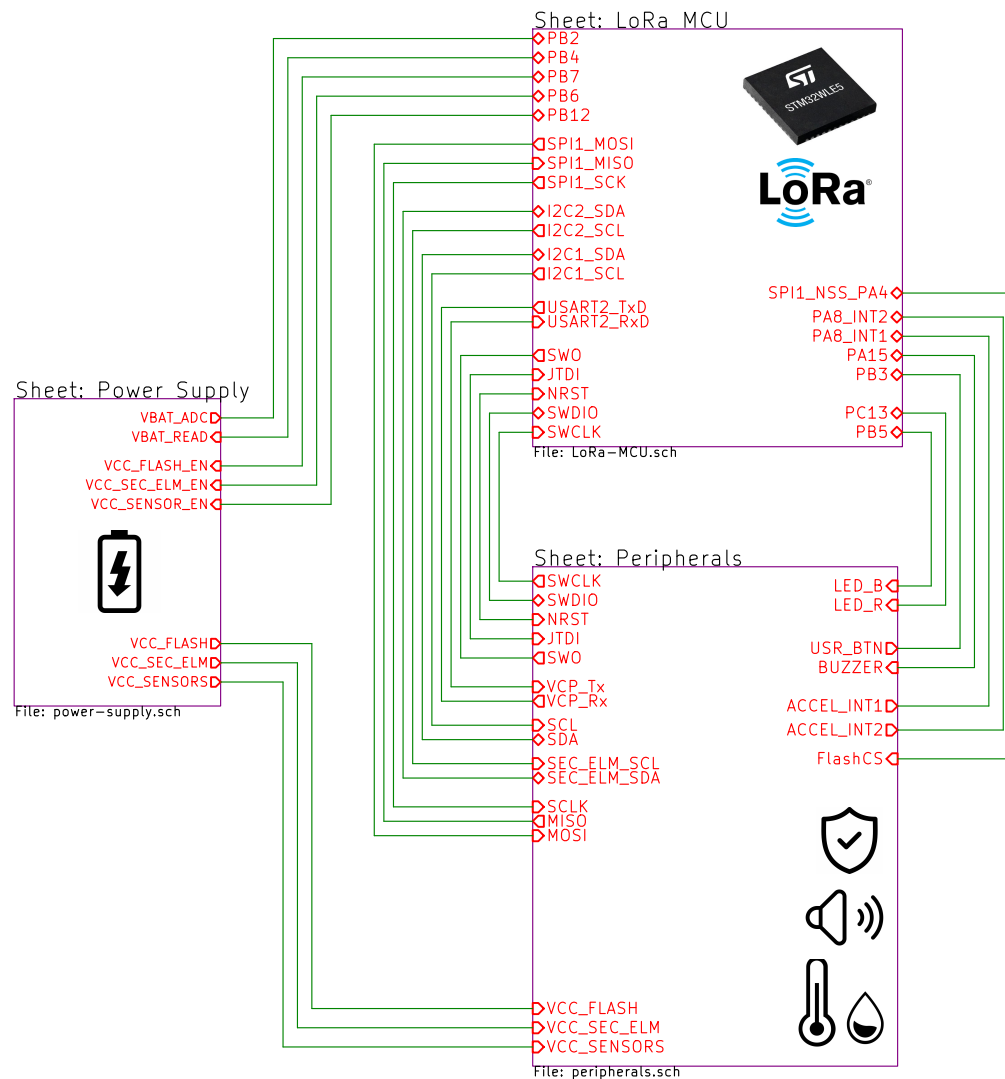 Sheet: LoRa MCU
PB2
PB4
PB7
PB6
PB12
SPI1_MOSI
SPI1_MISO
SPI1_SCK
I2C2_SDA
I2C2_SCL
I2C1_SDA
I2C1_SCL
USART2_TxD
USART2_RxD
SWO
JTDI
NRST
SWDIO
SWCLK
ST
STM32WLE5
LoRa®
SPI1_NSS_PA4
PA8_INT2
PA8_INT1
PA15
PB3
PC13
PB5
File: LoRa-MCU.sch
Sheet: Power Supply
VBAT_ADC
VBAT_READ
VCC_FLASH_EN
VCC_SEC_ELM_EN
VCC_SENSOR_EN
VCC_FLASH
VCC_SEC_ELM
VCC_SENSORS
File: power-supply.sch
Sheet: Peripherals
SWCLK
SWDIO
NRST
JTDI
SWO
VCP_Tx
VCP_Rx
SCL
SDA
SEC_ELM_SCL
SEC_ELM_SDA
SCLK
MISO
MOSI
VCC_FLASH
VCC_SEC_ELM
VCC_SENSORS
LED_B
LED_R
USR_BTN
BUZZER
ACCEL_INT1
ACCEL_INT2
FlashCS
File: peripherals.sch